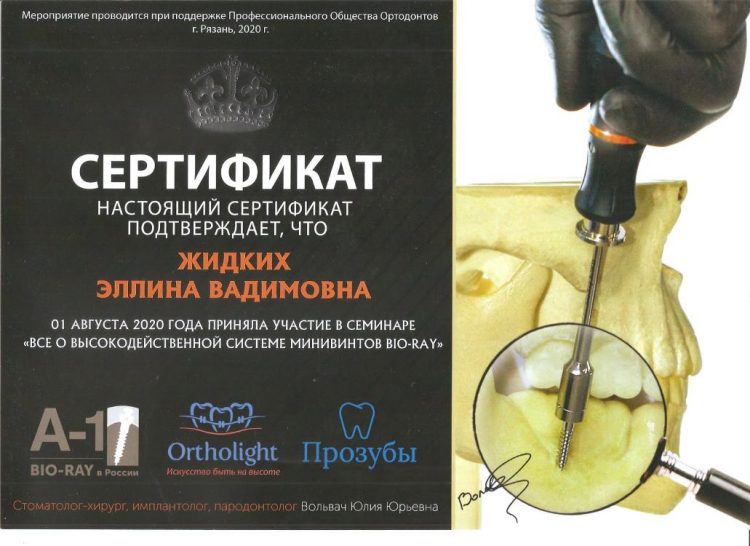 Мероприятие проводится при поддержке Профессионального Общества Ортодонтов
г. Рязань, 2020 г.
СЕРТИФИКАТ
НАСТОЯЩИЙ СЕРТИФИКАТ
ПОДТВЕРЖДАЕТ, ЧТО
ЖИДКИХ
ЭЛЛИНА ВАДИМОВНА
01 АВГУСТА 2020 ГОДА ПРИНЯЛА УЧАСТИЕ В СЕМИНАРЕ
«ВСЕ О ВЫСОКОДЕЙСТВЕННОЙ СИСТЕМЕ МИНИВИНТОВ BIO-RAY»
A-1
BIO-RAY в России
Ortholight
Искусство быть на высоте
Прозубы
Стоматолог-хирург, имплантолог, пародонтолог Вольвач Юлия Юрьевна